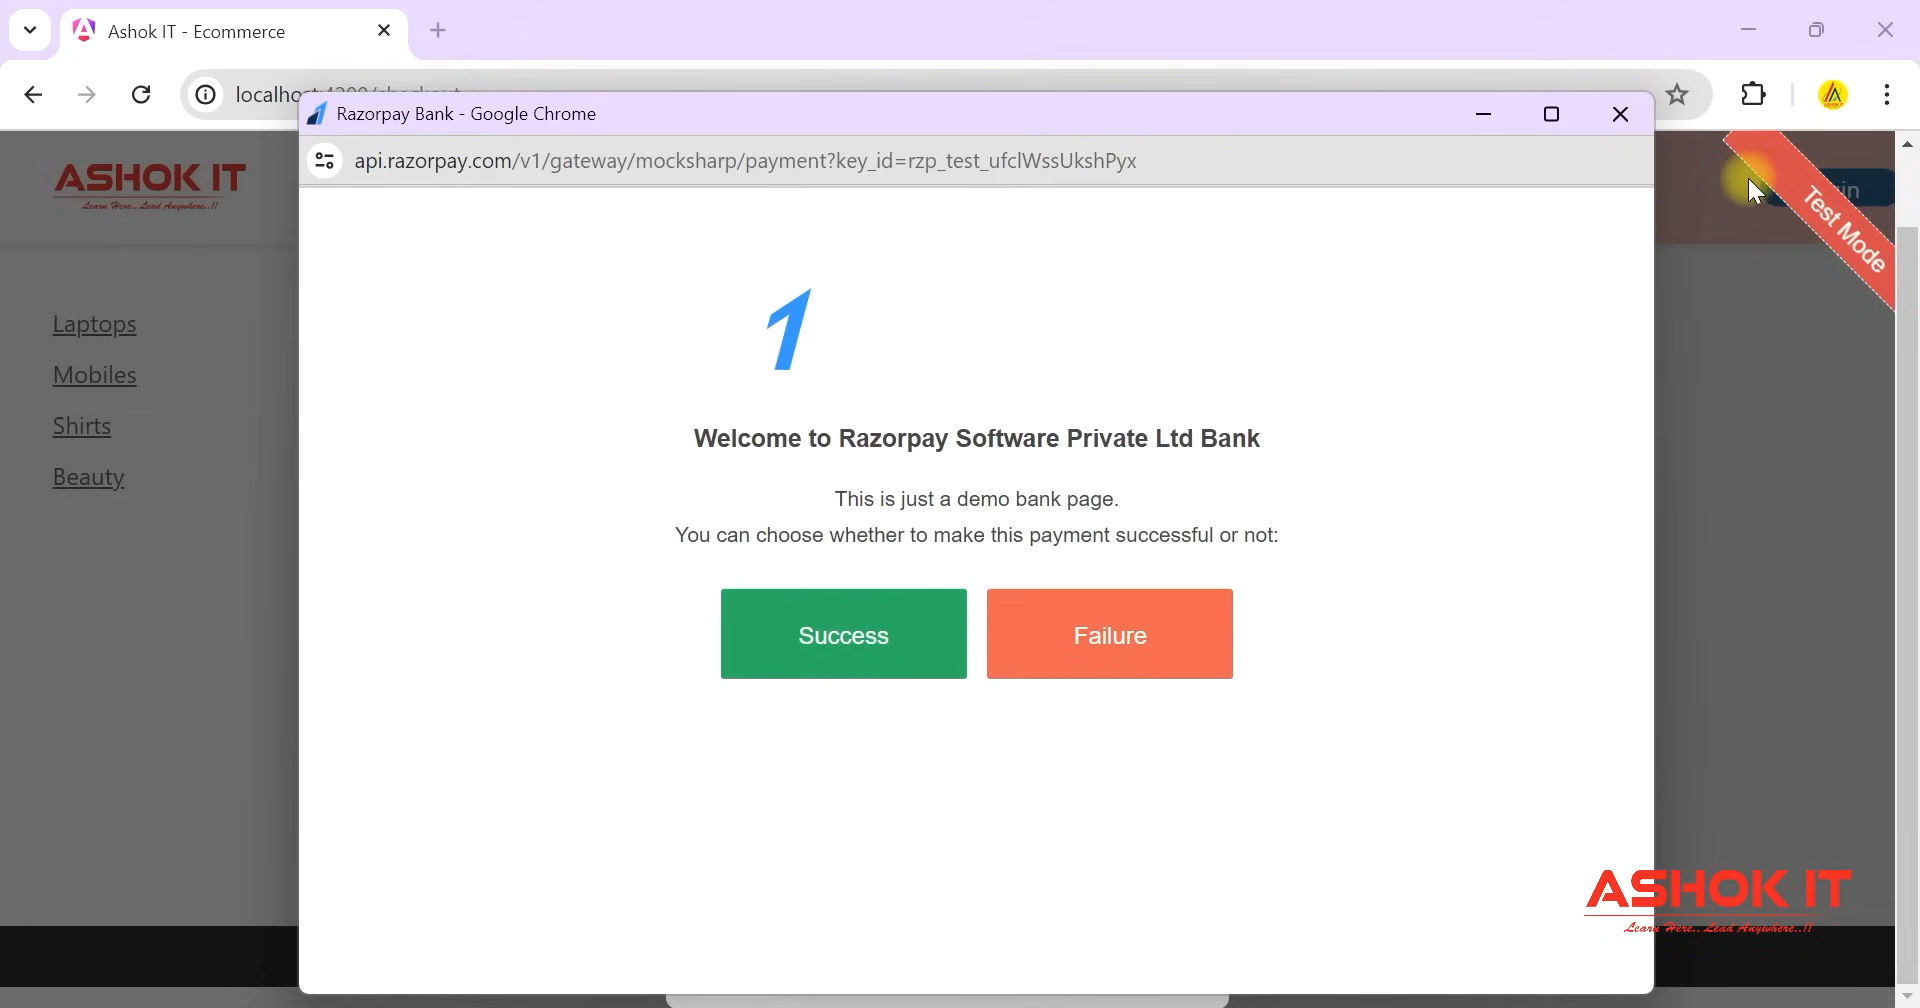 Ashok IT - Ecommerce
Razorpay Bank - Google Chrome
api.razorpay.com/v1/gateway/mocksharp/payment?key_id=rzp_test_ufclWssUkshPyx
ASHOK IT
Learn Here.. Lead Anywhere..!!
Test Mode
Laptops
Mobiles
Shirts
Beauty
1
Welcome to Razorpay Software Private Ltd Bank
This is just a demo bank page.
You can choose whether to make this payment successful or not:
Success
Failure
ASHOK IT
Learn Here.. Lead Anywhere..!!